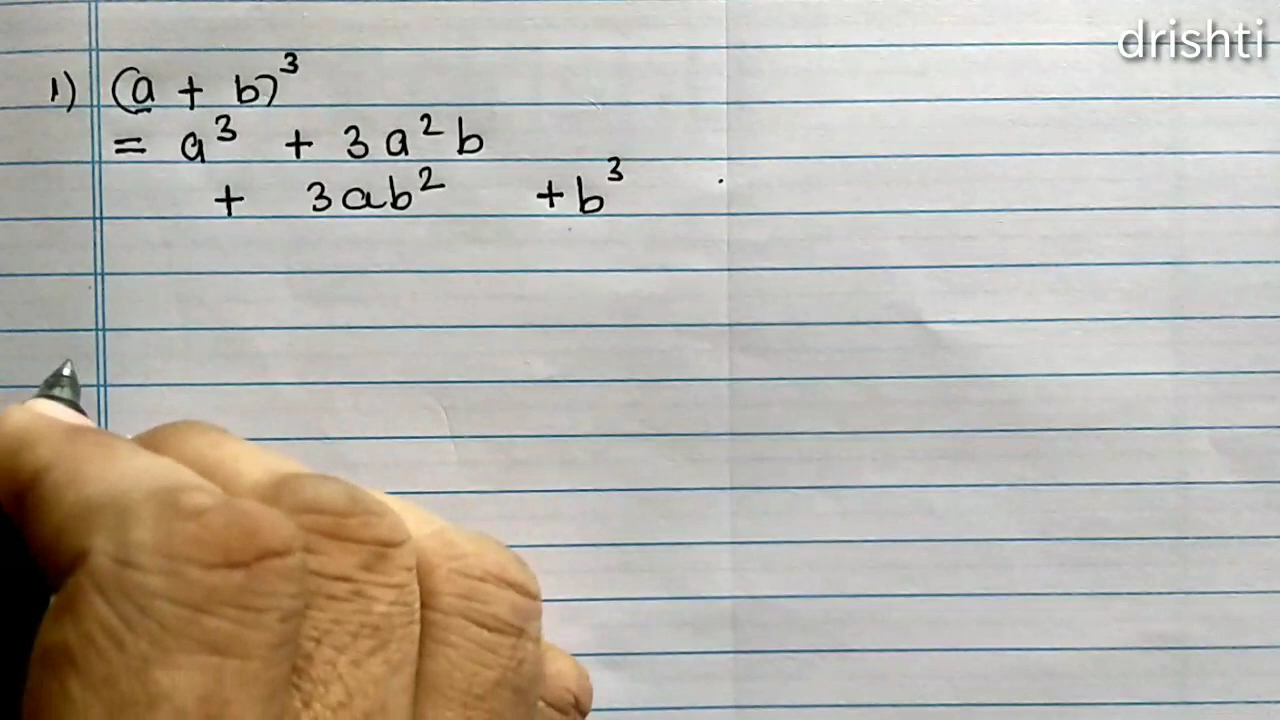 drishti
1) (a + b)³
= a³ + 3a²b
+ 3ab² + b³